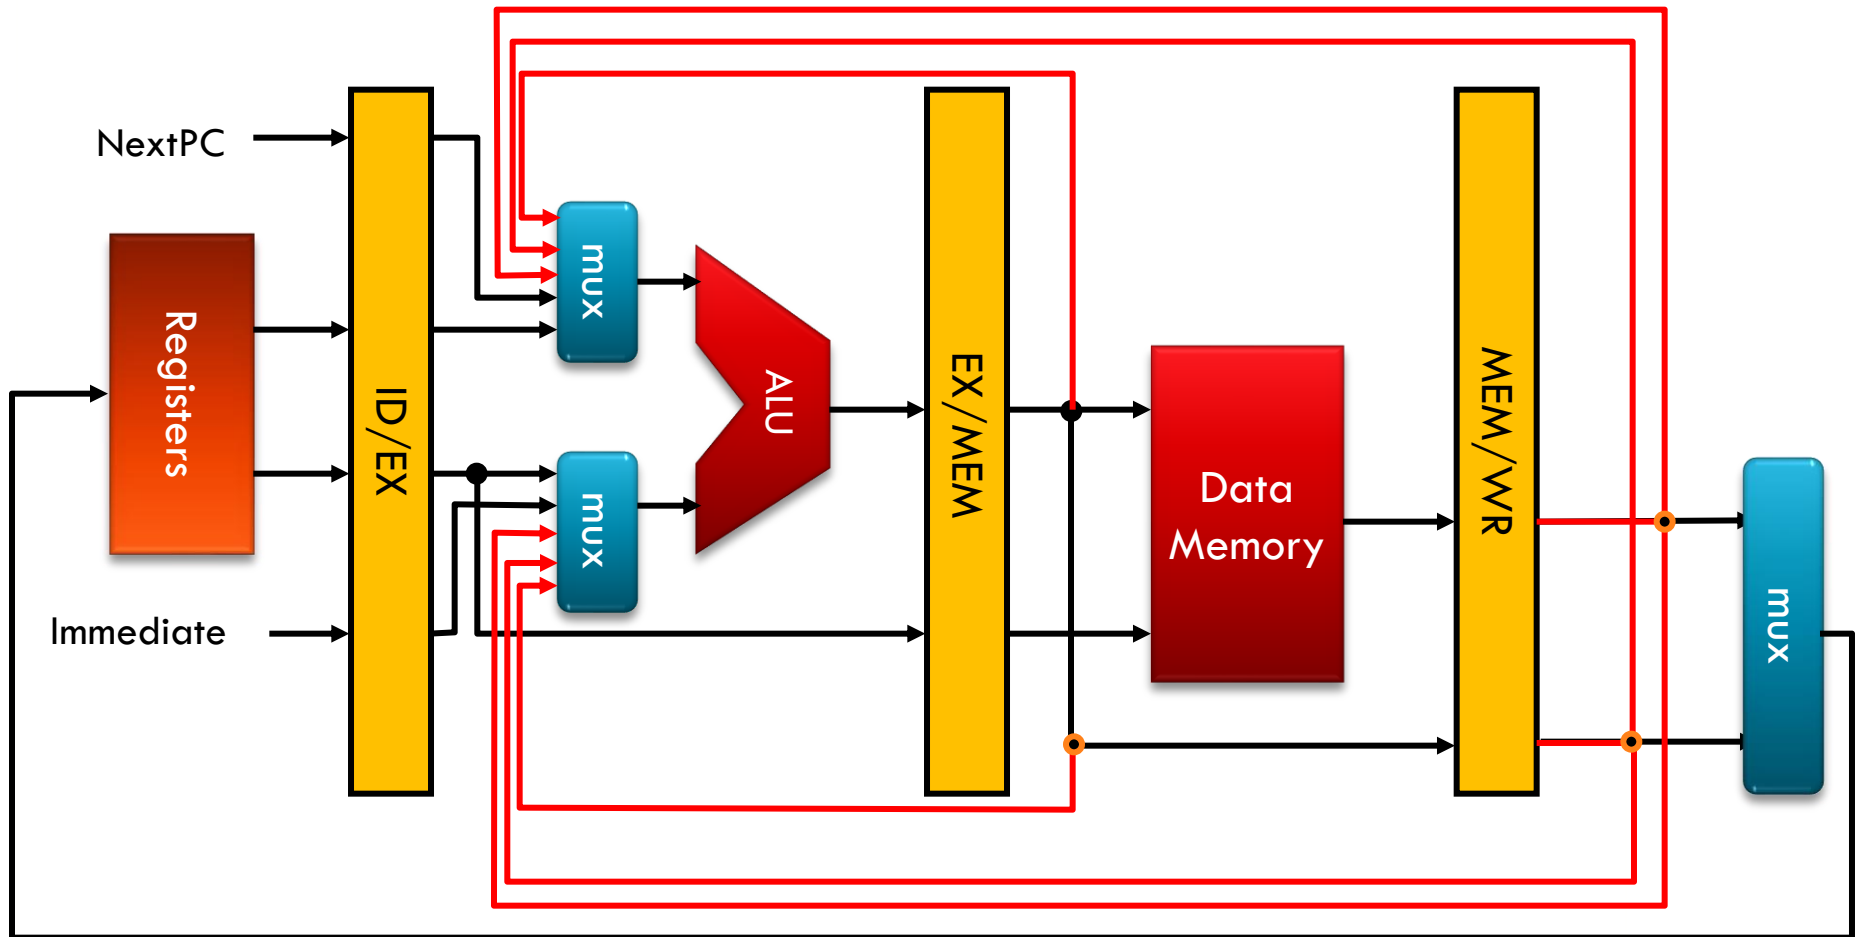 NextPC
Registers
Immediate
ID/EX
mux
mux
ALU
EX/MEM
Data
Memory
MEM/WR
mux